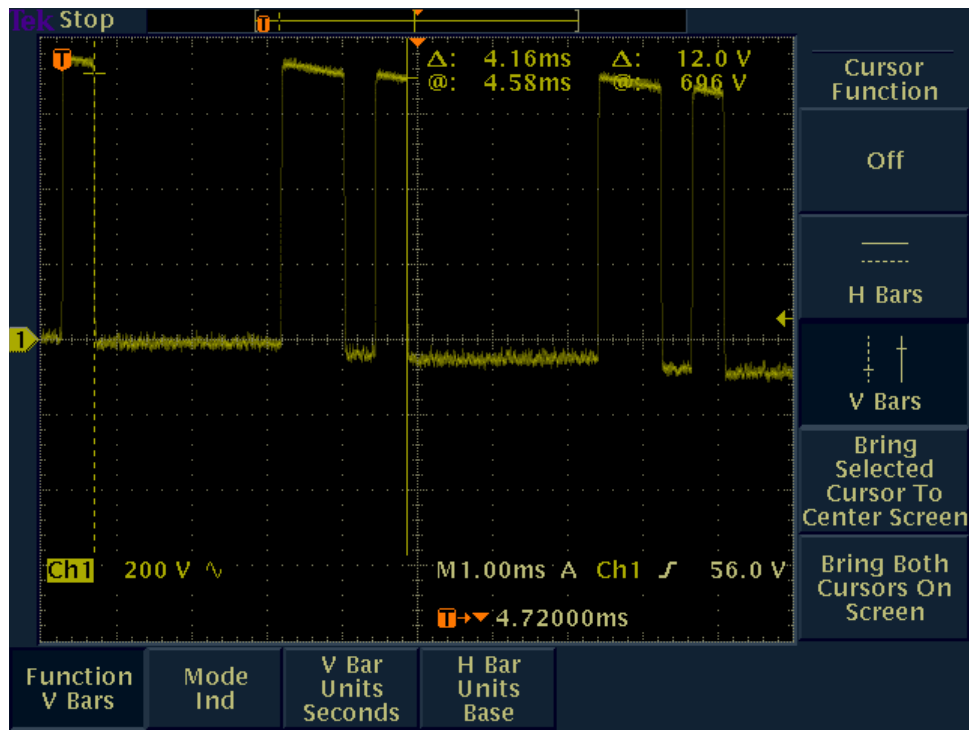 Tek Stop
T
T
Δ: 4.16ms Δ: 12.0 V
@: 4.58ms @: 696 V
1
Ch1 200 V ∿ M1.00ms A Ch1 ʃ 56.0 V
T→▼ 4.72000ms
Cursor
Function
Off
H Bars
V Bars
Bring
Selected
Cursor To
Center Screen
Bring Both
Cursors On
Screen
Function
V Bars
Mode
Ind
V Bar
Units
Seconds
H Bar
Units
Base